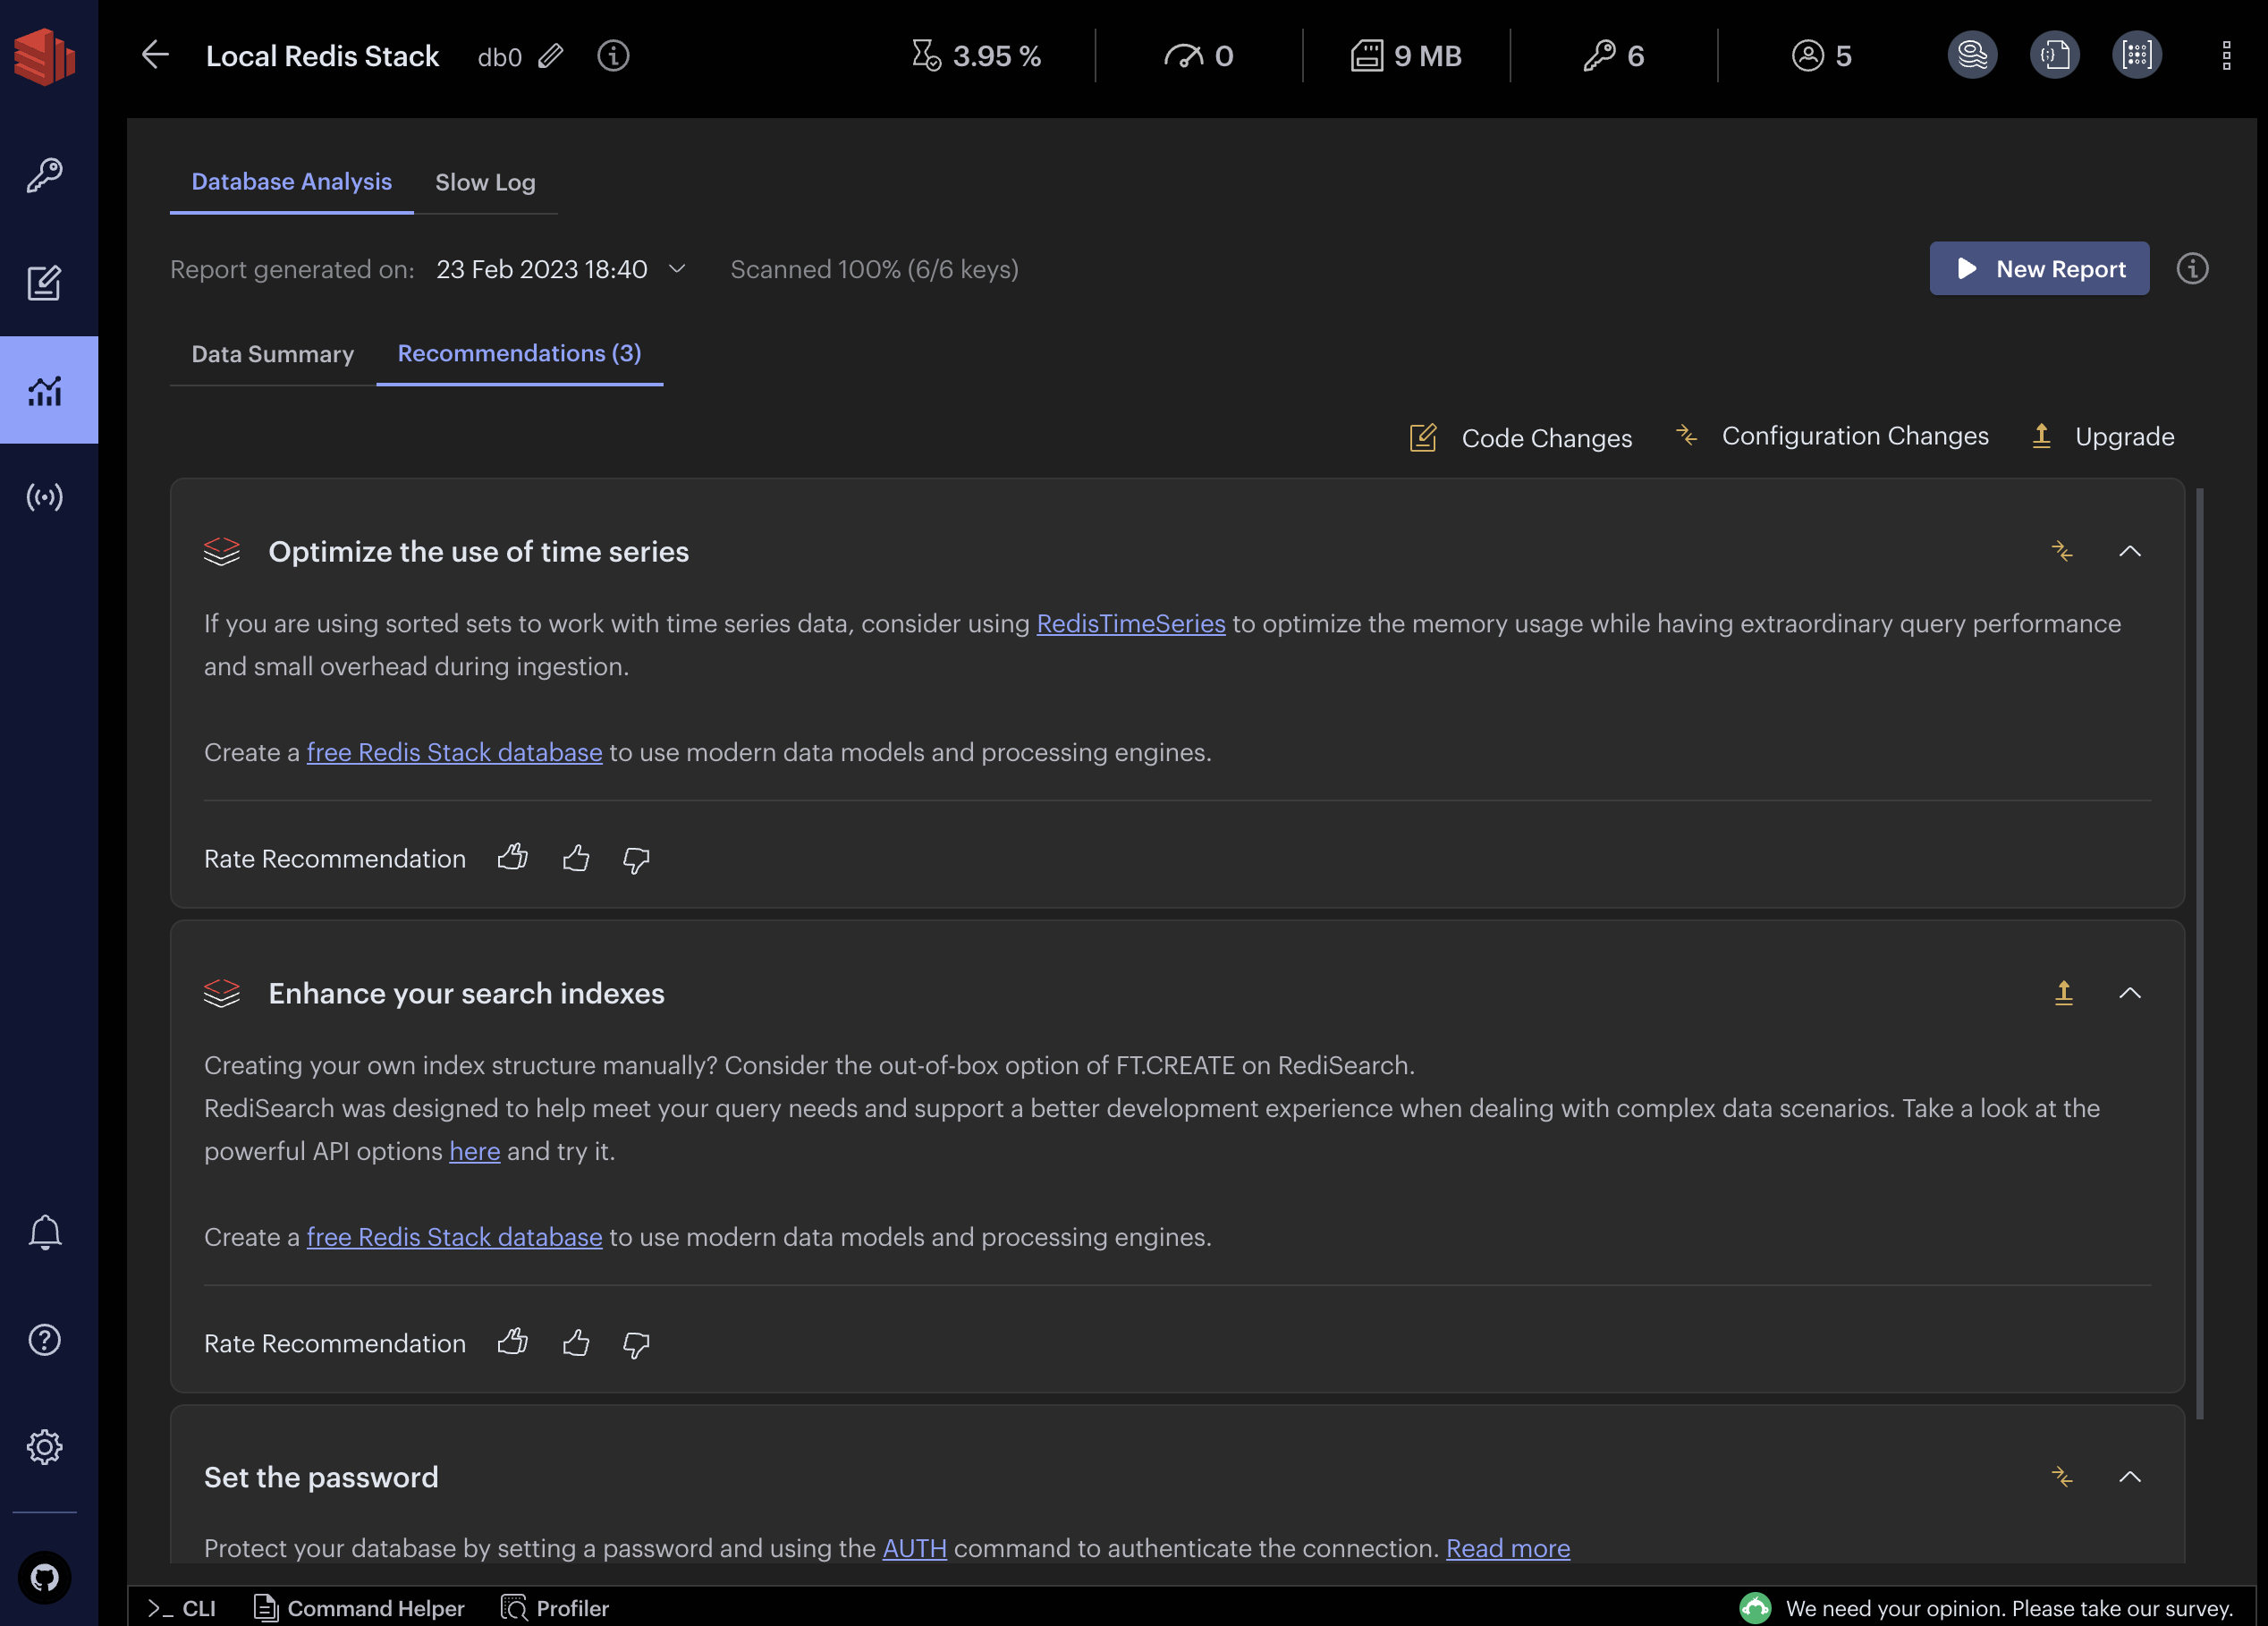 Local Redis Stack db0 3.95 % 0 9 MB 6 5
Database Analysis Slow Log
Report generated on: 23 Feb 2023 18:40 Scanned 100% (6/6 keys) New Report
Data Summary Recommendations (3)
Code Changes Configuration Changes Upgrade
Optimize the use of time series
If you are using sorted sets to work with time series data, consider using RedisTimeSeries to optimize the memory usage while having extraordinary query performance
and small overhead during ingestion.
Create a free Redis Stack database to use modern data models and processing engines.
Rate Recommendation
Enhance your search indexes
Creating your own index structure manually? Consider the out-of-box option of FT.CREATE on RediSearch.
RediSearch was designed to help meet your query needs and support a better development experience when dealing with complex data scenarios. Take a look at the
powerful API options here and try it.
Create a free Redis Stack database to use modern data models and processing engines.
Rate Recommendation
Set the password
Protect your database by setting a password and using the AUTH command to authenticate the connection. Read more
>_ CLI Command Helper Profiler We need your opinion. Please take our survey.